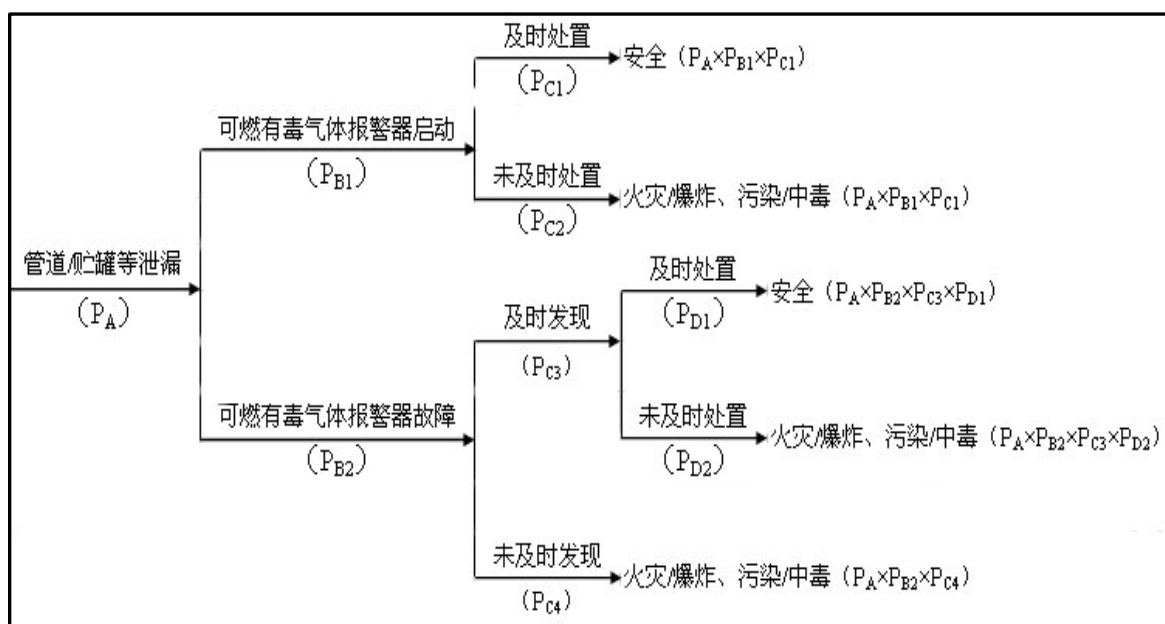 及时处置
安全（PA×PB1×PC1）
（PC1）
可燃有毒气体报警器启动
（PB1）
未及时处置
火灾/爆炸、污染/中毒（PA×PB1×PC1）
（PC2）
管道/贮罐等泄漏
（PA）
及时处置
安全（PA×PB2×PC3×PD1）
（PD1）
及时发现
（PC3）
可燃有毒气体报警器故障
（PB2）
未及时处置
火灾/爆炸、污染/中毒（PA×PB2×PC3×PD2）
（PD2）
未及时发现
火灾/爆炸、污染/中毒（PA×PB2×PC4）
（PC4）